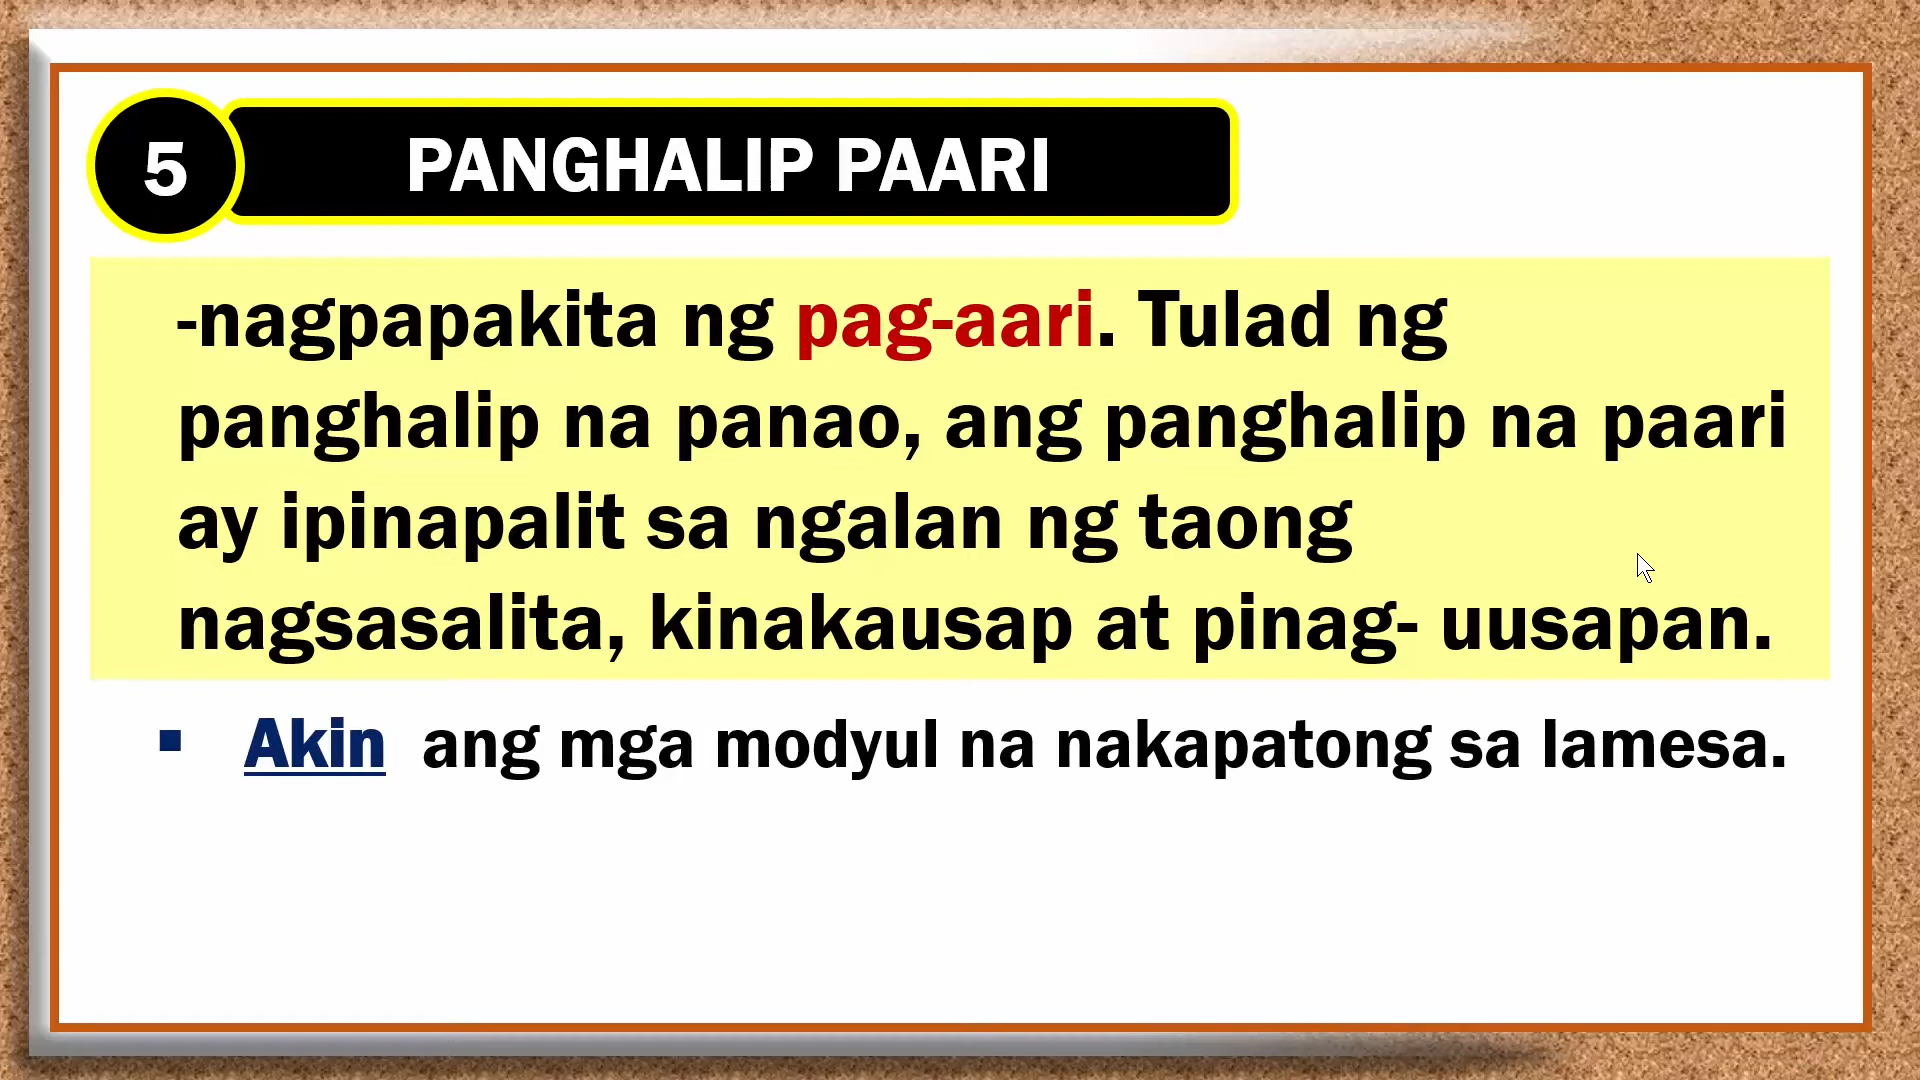 5
PANGHALIP PAARI
-nagpapakita ng pag-aari. Tulad ng
panghalip na panao, ang panghalip na paari
ay ipinapalit sa ngalan ng taong
nagsasalita, kinakausap at pinag- uusapan.
▪ Akin ang mga modyul na nakapatong sa lamesa.